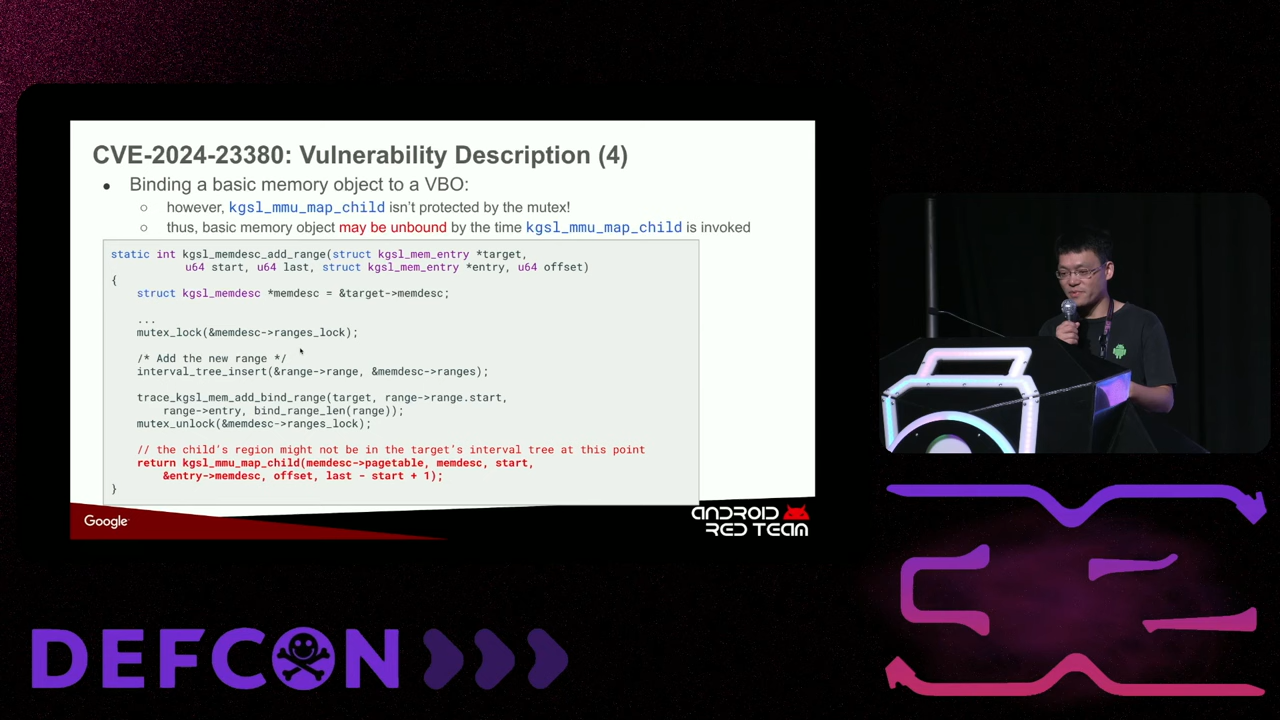 CVE-2024-23380: Vulnerability Description (4)
● Binding a basic memory object to a VBO:
○ however, kgsl_mmu_map_child isn't protected by the mutex!
○ thus, basic memory object may be unbound by the time kgsl_mmu_map_child is invoked
static int kgsl_memdesc_add_range(struct kgsl_mem_entry *target,
u64 start, u64 last, struct kgsl_mem_entry *entry, u64 offset)
{
struct kgsl_memdesc *memdesc = &target->memdesc;
...
mutex_lock(&memdesc->ranges_lock);
/* Add the new range */
interval_tree_insert(&range->range, &memdesc->ranges);
trace_kgsl_mem_add_bind_range(target, range->range.start,
range->entry, bind_range_len(range));
mutex_unlock(&memdesc->ranges_lock);
// the child's region might not be in the target's interval tree at this point
return kgsl_mmu_map_child(memdesc->pagetable, memdesc, start,
&entry->memdesc, offset, last - start + 1);
}
Google
ANDROID
RED TEAM
DEFCON